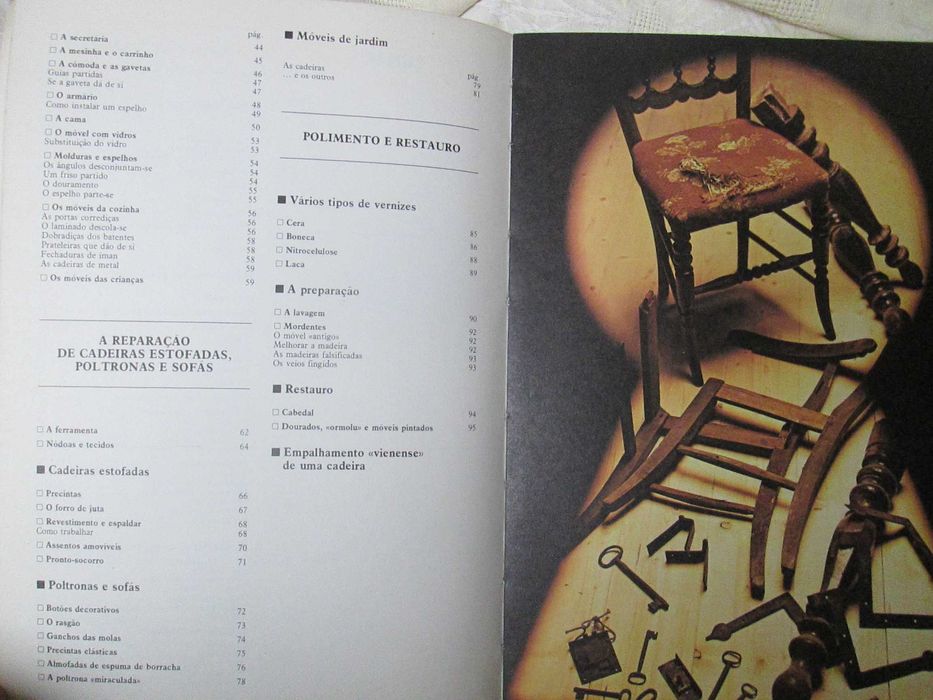 pág.
□ A secretária 44
□ A mesinha e o carrinho 45
□ A cómoda e as gavetas 46
Guias partidas 47
Se a gaveta dá de si 47
□ O armário 48
Como instalar um espelho 49
□ A cama 50
□ O móvel com vidros 53
Substituição do vidro 53
□ Molduras e espelhos 54
Os ângulos desconjuntam-se 54
Um friso partido 54
O douramento 55
O espelho parte-se 55
□ Os móveis da cozinha 56
As portas corrediças 56
O laminado descola-se 56
Dobradiças dos batentes 58
Prateleiras que dão de si 58
Fechaduras de íman 58
As cadeiras de metal 59
□ Os móveis das crianças 59
A REPARAÇÃO
DE CADEIRAS ESTOFADAS,
POLTRONAS E SOFÁS
□ A ferramenta 62
□ Nódoas e tecidos 64
■ Cadeiras estofadas
□ Precintas 66
□ O forro de juta 67
□ Revestimento e espaldar 68
Como trabalhar 68
□ Assentos amovíveis 70
□ Pronto-socorro 71
■ Poltronas e sofás
□ Botões decorativos 72
□ O rasgão 73
□ Ganchos das molas 74
□ Precintas elásticas 75
□ Almofadas de espuma de borracha 76
□ A poltrona «miraculada» 78
■ Móveis de jardim
pág.
As cadeiras 79
... e os outros 81
POLIMENTO E RESTAURO
■ Vários tipos de vernizes
□ Cera 85
□ Boneca 86
□ Nitrocelulose 88
□ Laca 89
■ A preparação
□ A lavagem 90
□ Mordentes 92
O móvel «antigo» 92
Melhorar a madeira 92
As madeiras falsificadas 93
Os veios fingidos 93
■ Restauro
□ Cabedal 94
□ Dourados, «ormolu» e móveis pintados 95
■ Empalhamento «vienense»
de uma cadeira